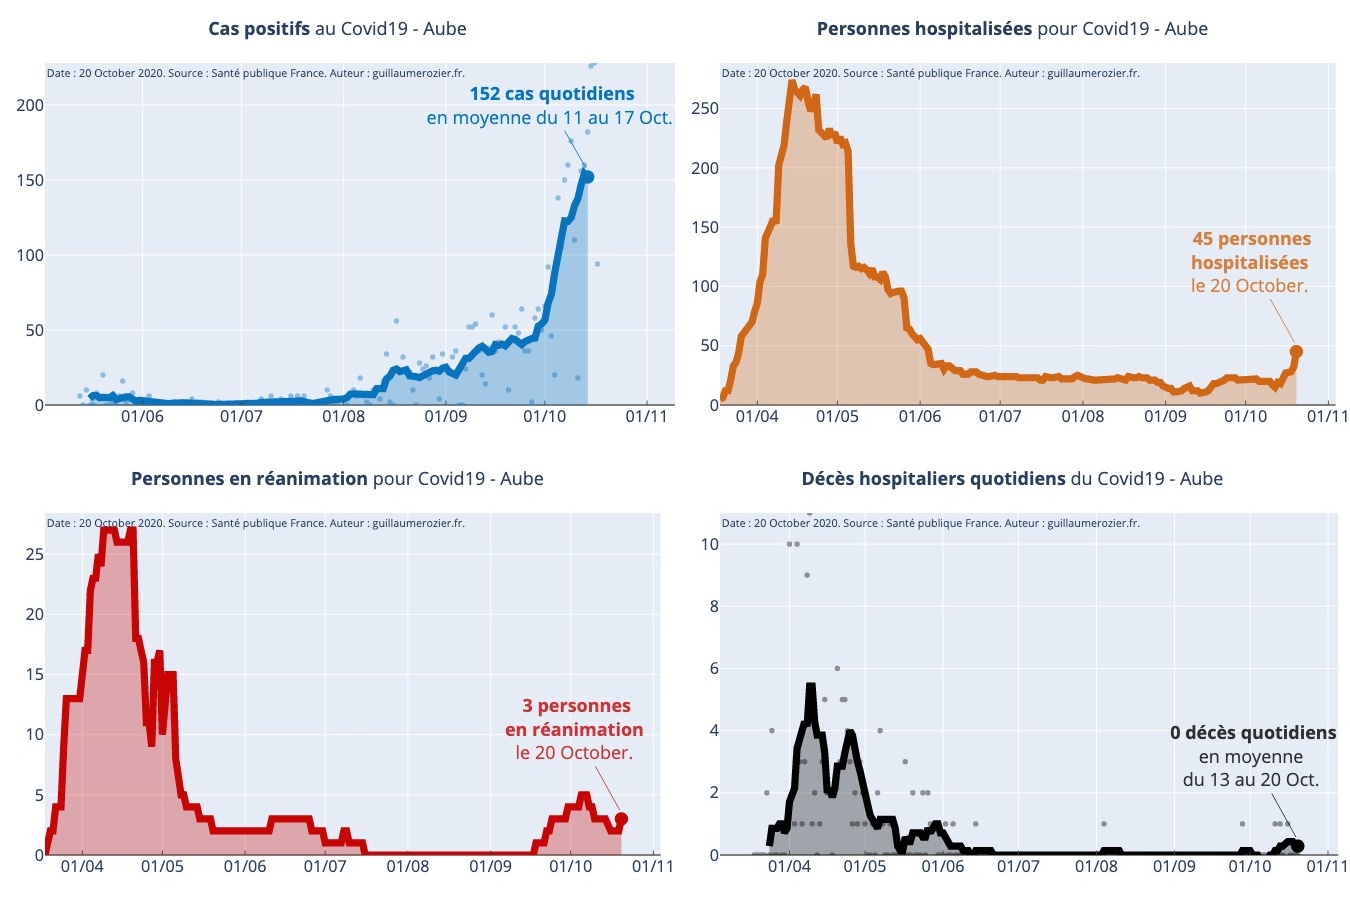 Cas positifs au Covid19 - Aube
Date : 20 October 2020. Source : Santé publique France. Auteur : guillaumerozier.fr.
152 cas quotidiens
en moyenne du 11 au 17 Oct.
200
150
100
50
0
01/06 01/07 01/08 01/09 01/10 01/11
Personnes hospitalisées pour Covid19 - Aube
Date : 20 October 2020. Source : Santé publique France. Auteur : guillaumerozier.fr.
250
200
150
45 personnes
hospitalisées
le 20 October.
100
50
0
01/04 01/05 01/06 01/07 01/08 01/09 01/10 01/11
Personnes en réanimation pour Covid19 - Aube
Date : 20 October 2020. Source : Santé publique France. Auteur : guillaumerozier.fr.
25
20
15
3 personnes
en réanimation
le 20 October.
10
5
0
01/04 01/05 01/06 01/07 01/08 01/09 01/10 01/11
Décès hospitaliers quotidiens du Covid19 - Aube
Date : 20 October 2020. Source : Santé publique France. Auteur : guillaumerozier.fr.
10
8
6
4
0 décès quotidiens
en moyenne
du 13 au 20 Oct.
2
0
01/04 01/05 01/06 01/07 01/08 01/09 01/10 01/11